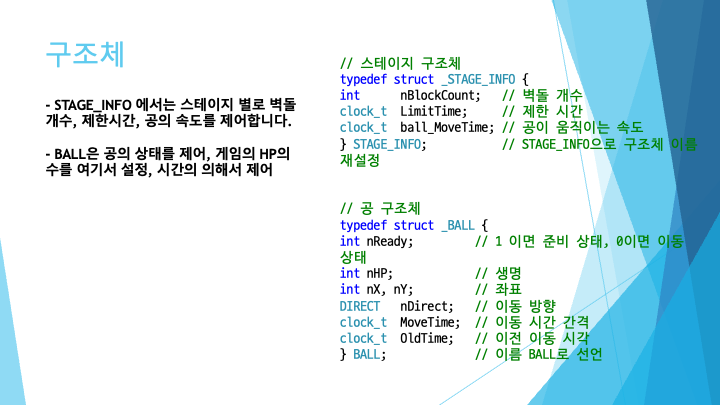 구조체
- STAGE_INFO 에서는 스테이지 별로 벽돌
개수, 제한시간, 공의 속도를 제어합니다.
- BALL은 공의 상태를 제어, 게임의 HP의
수를 여기서 설정, 시간의 의해서 제어
// 스테이지 구조체
typedef struct _STAGE_INFO {
int nBlockCount; // 벽돌 개수
clock_t LimitTime; // 제한 시간
clock_t ball_MoveTime; // 공이 움직이는 속도
} STAGE_INFO; // STAGE_INFO으로 구조체 이름
재설정
// 공 구조체
typedef struct _BALL {
int nReady; // 1 이면 준비 상태, 0이면 이동
상태
int nHP; // 생명
int nX, nY; // 좌표
DIRECT nDirect; // 이동 방향
clock_t MoveTime; // 이동 시간 간격
clock_t OldTime; // 이전 이동 시각
} BALL; // 이름 BALL로 선언